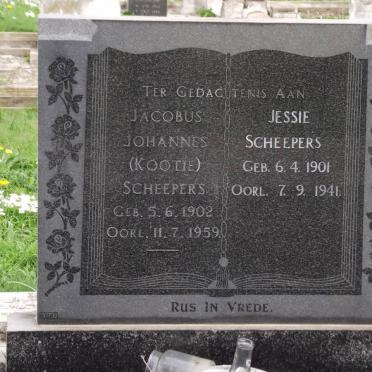 TER GEDACHTENIS AAN
JACOBUS
JOHANNES
(KOOTIE)
SCHEEPERS
GEB. 5.6.1902
OORL. 11.7.1959
JESSIE
SCHEEPERS
GEB. 6.4.1901
OORL. 7.9.1941.
RUS IN VREDE.